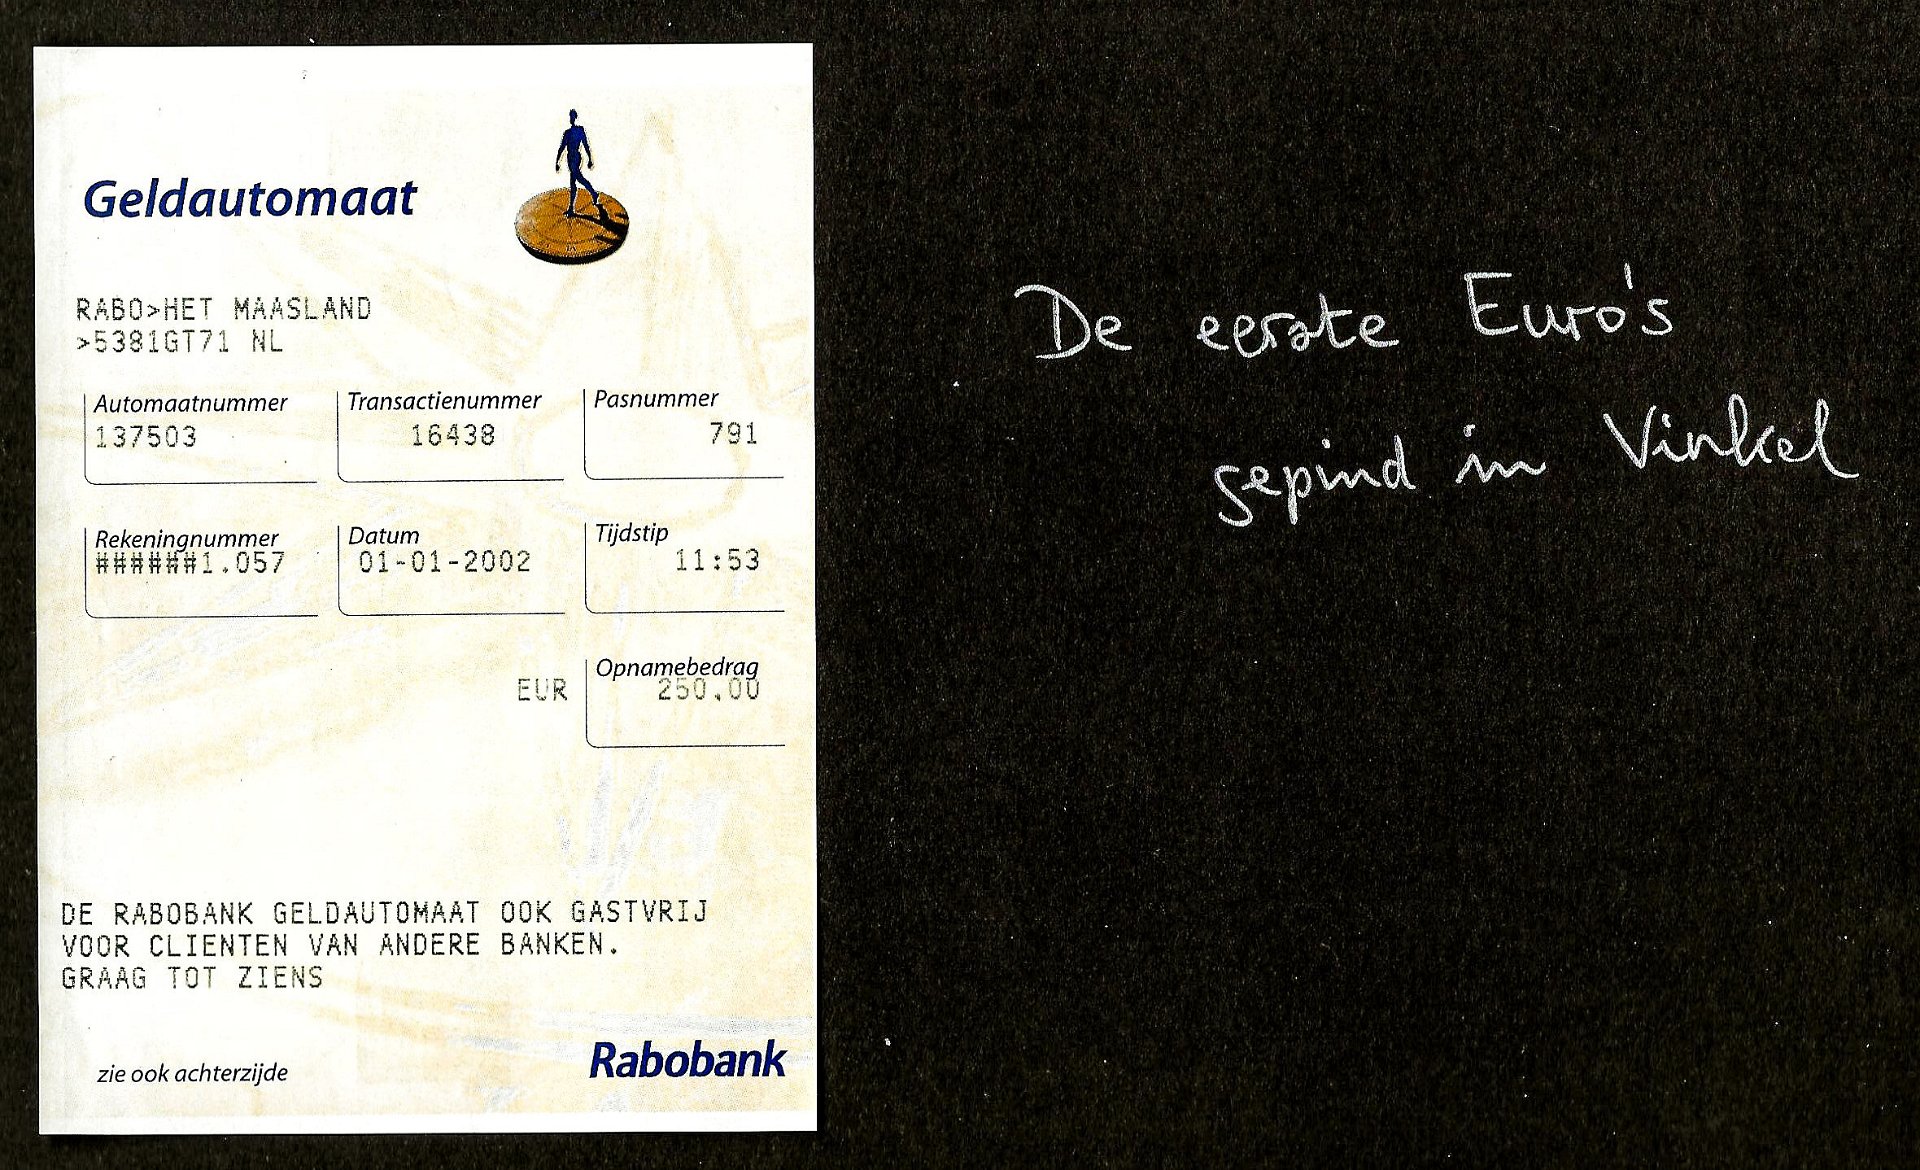 Geldautomaat
RABO>HET MAASLAND
>5381GT71 NL
Automaatnummer Transactienummer Pasnummer
137503 16438 791
Rekeningnummer Datum Tijdstip
######1.057 01-01-2002 11:53
Opnamebedrag
EUR 250.00
DE RABOBANK GELDAUTOMAAT OOK GASTVRIJ
VOOR CLIENTEN VAN ANDERE BANKEN.
GRAAG TOT ZIENS
zie ook achterzijde Rabobank
De eerste Euro's
gepind in Vinkel